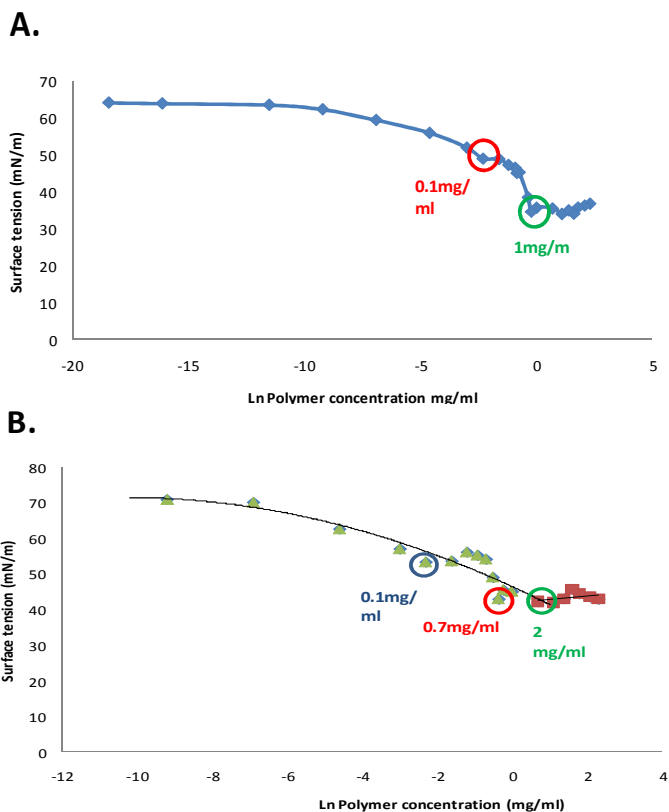 A.
70
60
50
40
30
20
10
0
-20
-15
-10
-5
0
5
Surface tension (mN/m)
Ln Polymer concentration mg/ml
0.1mg/
ml
1mg/m
B.
80
70
60
50
40
30
20
10
0
-12
-10
-8
-6
-4
-2
0
2
4
Surface tension (mN/m)
Ln Polymer concentration (mg/ml)
0.1mg/
ml
0.7mg/ml
2
mg/ml